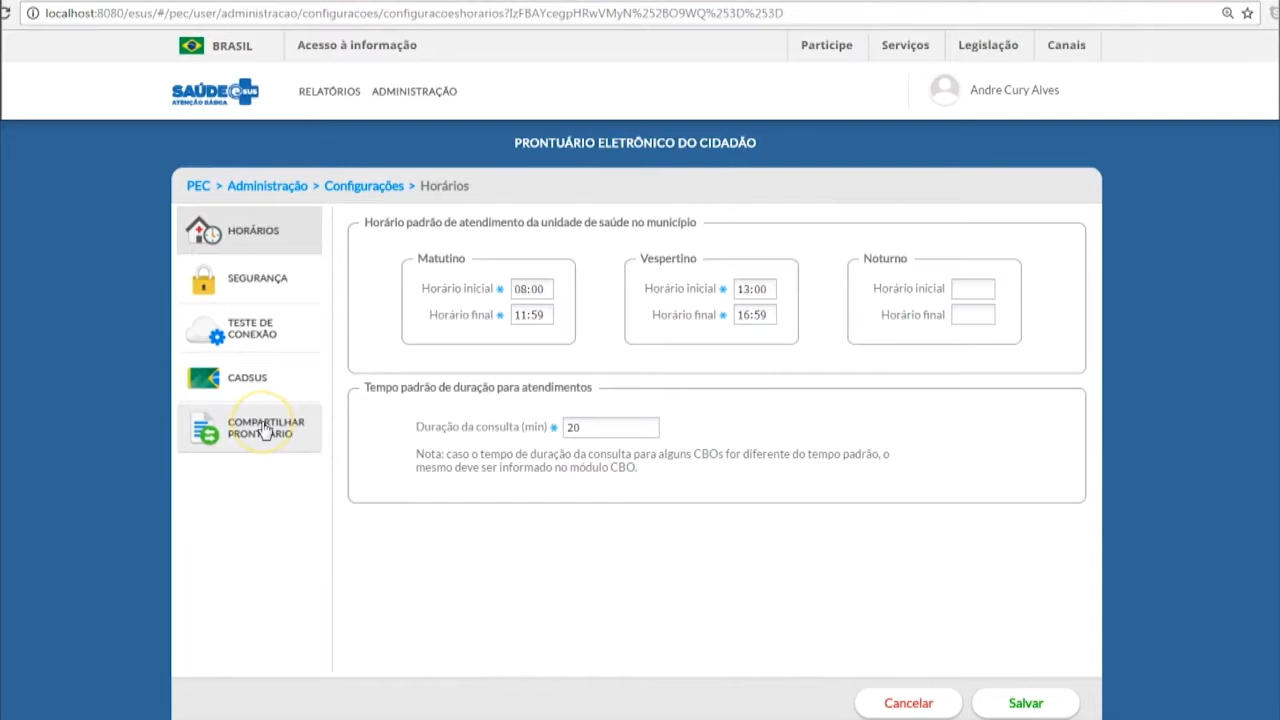 localhost:8080/esus/#/pec/user/administracao/configuracoes/configuracoeshorarios?IzFBAYcegpHRwVMyN%252BO9WQ%253D%253D
BRASIL Acesso à informação Participe Serviços Legislação Canais
SAÚDE e-SUS
ATENÇÃO BÁSICA
RELATÓRIOS ADMINISTRAÇÃO Andre Cury Alves
PRONTUÁRIO ELETRÔNICO DO CIDADÃO
PEC > Administração > Configurações > Horários
HORÁRIOS
SEGURANÇA
TESTE DE
CONEXÃO
CADSUS
COMPARTILHAR
PRONTUÁRIO
Horário padrão de atendimento da unidade de saúde no município
Matutino
Horário inicial * 08:00
Horário final * 11:59
Vespertino
Horário inicial * 13:00
Horário final * 16:59
Noturno
Horário inicial
Horário final
Tempo padrão de duração para atendimentos
Duração da consulta (min) * 20
Nota: caso o tempo de duração da consulta para alguns CBOs for diferente do tempo padrão, o
mesmo deve ser informado no módulo CBO.
Cancelar Salvar